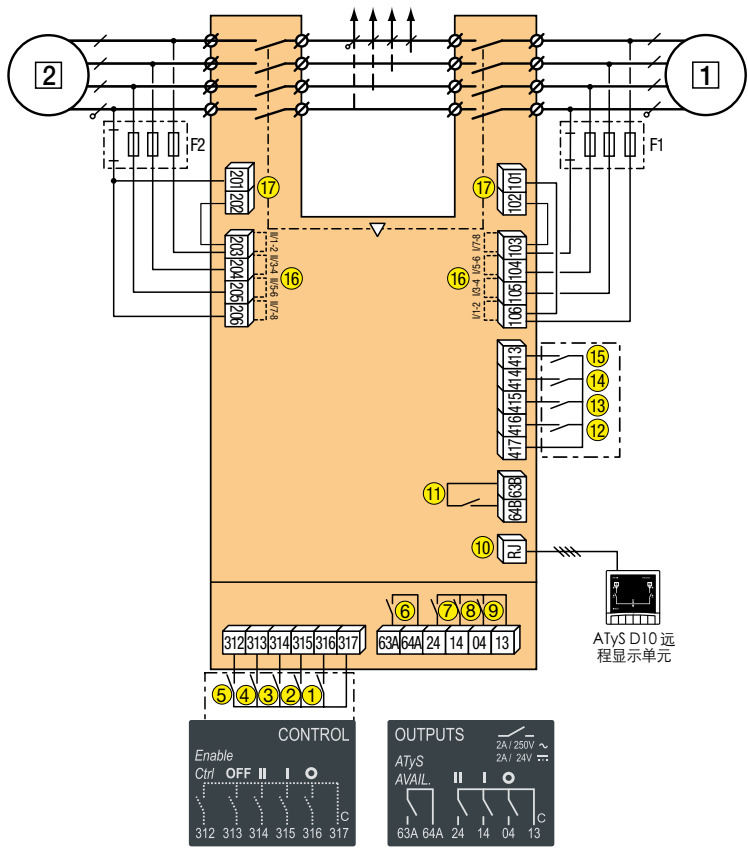 2
1
F2
F1
201
202
17
17
101
102
203
204
205
206
II/1-2
II/3-4
II/5-6
II/7-8
16
16
I/7-8
I/5-6
I/3-4
I/1-2
103
104
105
106
413
414
415
416
417
15
14
13
12
11
63B
64B
10
RJ
ATyS D10 远
程显示单元
6
7
8
9
312 313 314 315 316 317
63A 64A 24 14 04 13
5 4 3 2 1
CONTROL
Enable
Ctrl OFF II I O
C
312 313 314 315 316 317
OUTPUTS
2A / 250V ~
2A / 24V
ATyS
AVAIL. II I O
C
63A 64A 24 14 04 13